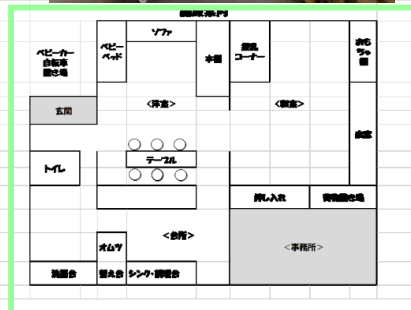 ベビーカー
自転車
置き場
ベビー
ベッド
ソファ
本棚
授乳
コーナー
おも
ちゃ
棚
玄関
<洋室>
<和室>
トイレ
テーブル
押し入れ
荷物置き場
<台所>
<事務所>
オムツ
替え台
洗面台
シンク・調理台